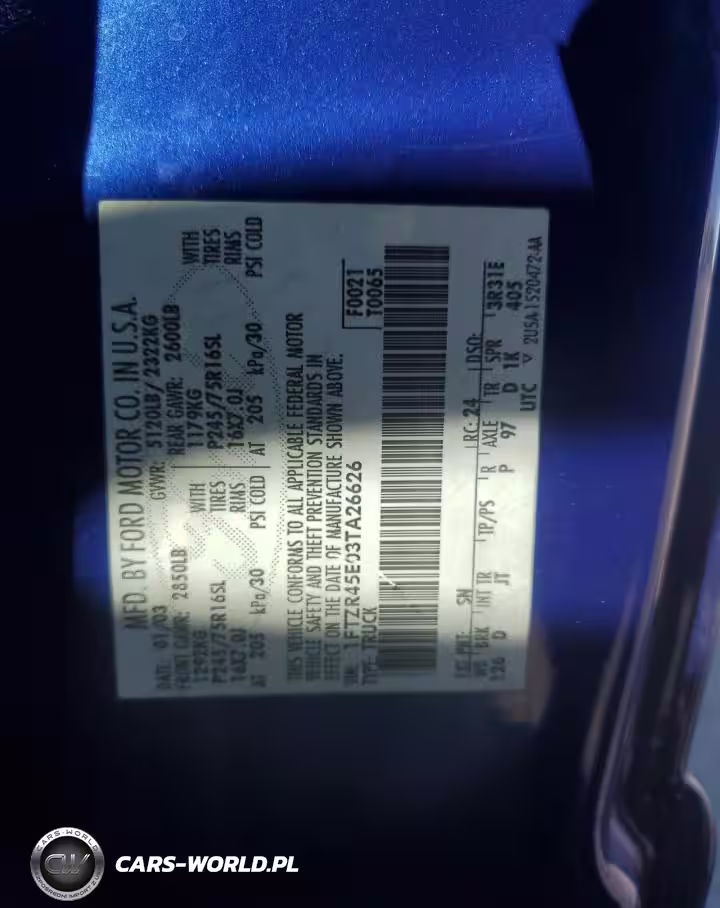 MFD. BY FORD MOTOR CO. IN U.S.A.
DATE: 01/03 GVWR: 5120LB/ 2322KG
FRONT GAWR: 2850LB REAR GAWR: 2600LB
1292KG WITH 1179KG WITH
P245/75R16SL TIRES P245/75R16SL TIRES
16X7.0J RIMS 16X7.0J RIMS
AT 205 kPa/30 PSI COLD AT 205 kPa/30 PSI COLD
THIS VEHICLE CONFORMS TO ALL APPLICABLE FEDERAL MOTOR
VEHICLE SAFETY AND THEFT PREVENTION STANDARDS IN
EFFECT ON THE DATE OF MANUFACTURE SHOWN ABOVE.
VIN: 1FTZR45E03TA26626 F0021
TYPE: TRUCK T0065
EXT PNT: SN RC: 24 DSO:
WB BRK INT TR TP/PS R AXLE TR SPR 3R31E
126 D JT P 97 D 1K 405
UTC ▽ 2U5A-1520472-AA
CARS-WORLD
CW
CARS-WORLD.PL